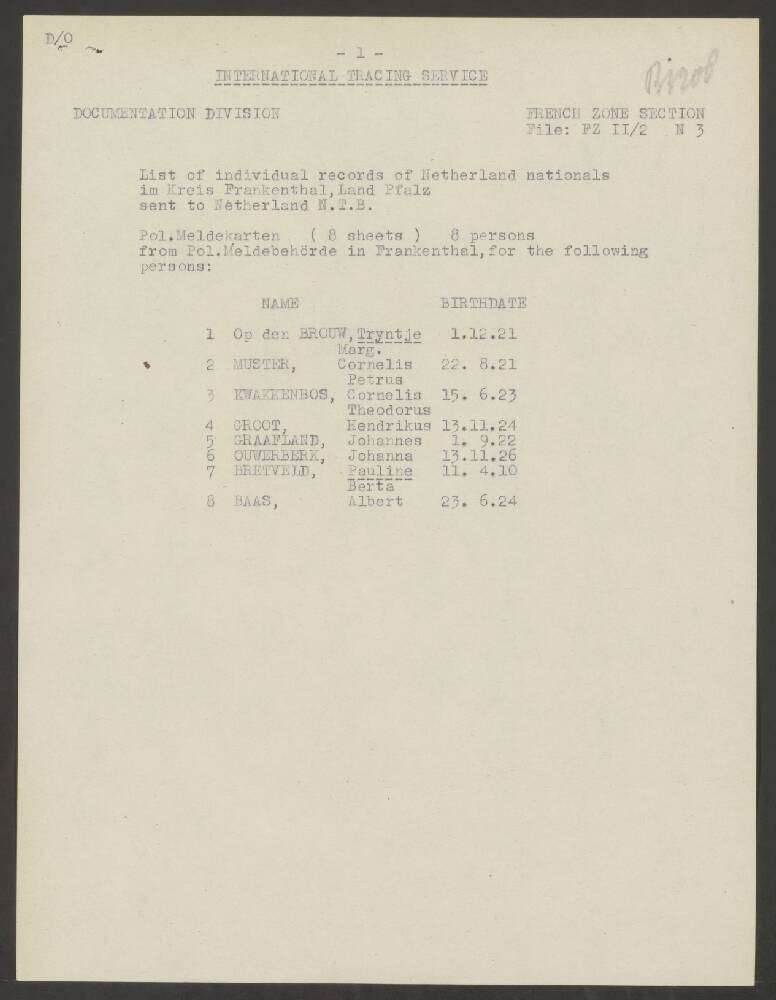 D/O
- 1 -
INTERNATIONAL TRACING SERVICE
DOCUMENTATION DIVISION FRENCH ZONE SECTION
File: FZ II/2 N 3
List of individual records of Netherland nationals
im Kreis Frankenthal,Land Pfalz
sent to Netherland N.T.B.
Pol.Meldekarten ( 8 sheets ) 8 persons
from Pol.Meldebehörde in Frankenthal,for the following
persons:
NAME BIRTHDATE
1 Op den BROUW,Tryntje 1.12.21
Marg.
2 MUSTER, Cornelis 22. 8.21
Petrus
3 KWAKKENBOS, Cornelis 15. 6.23
Theodorus
4 GROOT, Hendrikus 13.11.24
5 GRAAFLAND, Johannes 1. 9.22
6 OUWERBERK, Johanna 13.11.26
7 BRETVELD, Pauline 11. 4.10
Berta
8 BAAS, Albert 23. 6.24